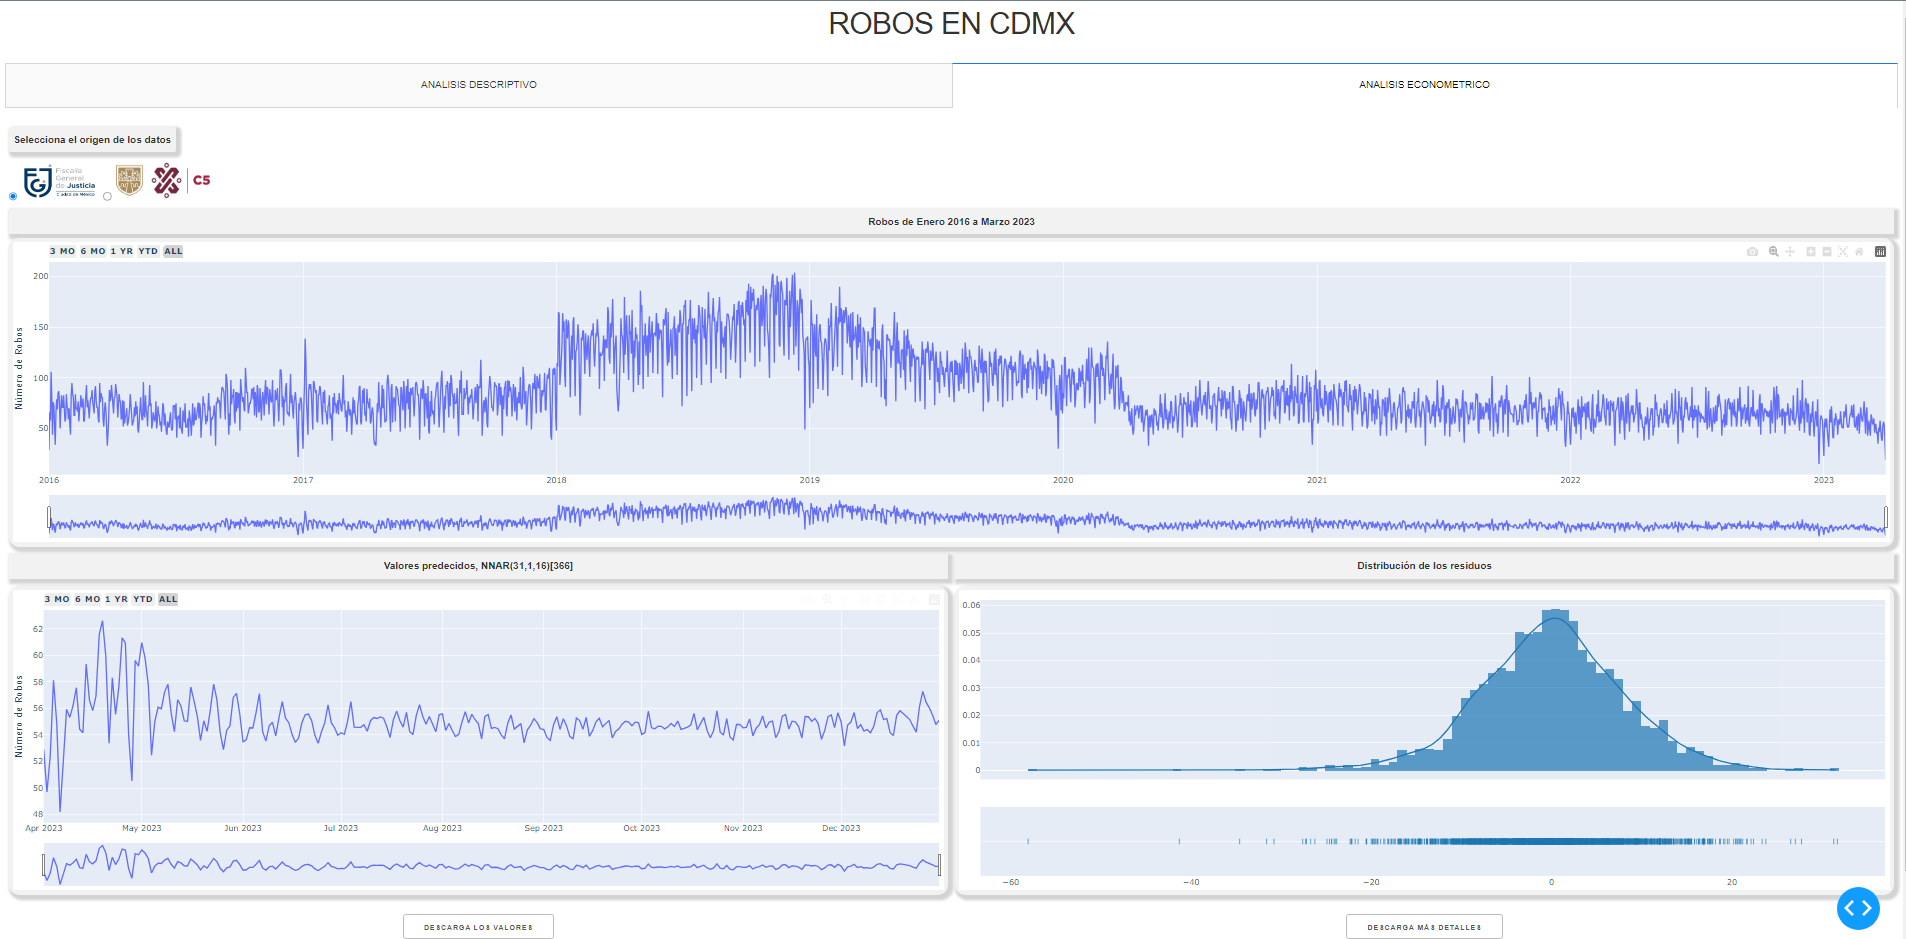 ROBOS EN CDMX
ANALISIS DESCRIPTIVO
ANALISIS ECONOMETRICO
Selecciona el origen de los datos
FGJ Fiscalía
General
de Justicia
Ciudad de México
C5
Robos de Enero 2016 a Marzo 2023
3 MO 6 MO 1 YR YTD ALL
Número de Robos
200
150
100
50
2016 2017 2018 2019 2020 2021 2022 2023
Valores predecidos, NNAR(31,1,16)[366]
3 MO 6 MO 1 YR YTD ALL
Número de Robos
62
60
58
56
54
52
50
48
Apr 2023 May 2023 Jun 2023 Jul 2023 Aug 2023 Sep 2023 Oct 2023 Nov 2023 Dec 2023
DESCARGA LOS VALORES
Distribución de los residuos
0.06
0.05
0.04
0.03
0.02
0.01
0
−60 −40 −20 0 20
DESCARGA MÁS DETALLES